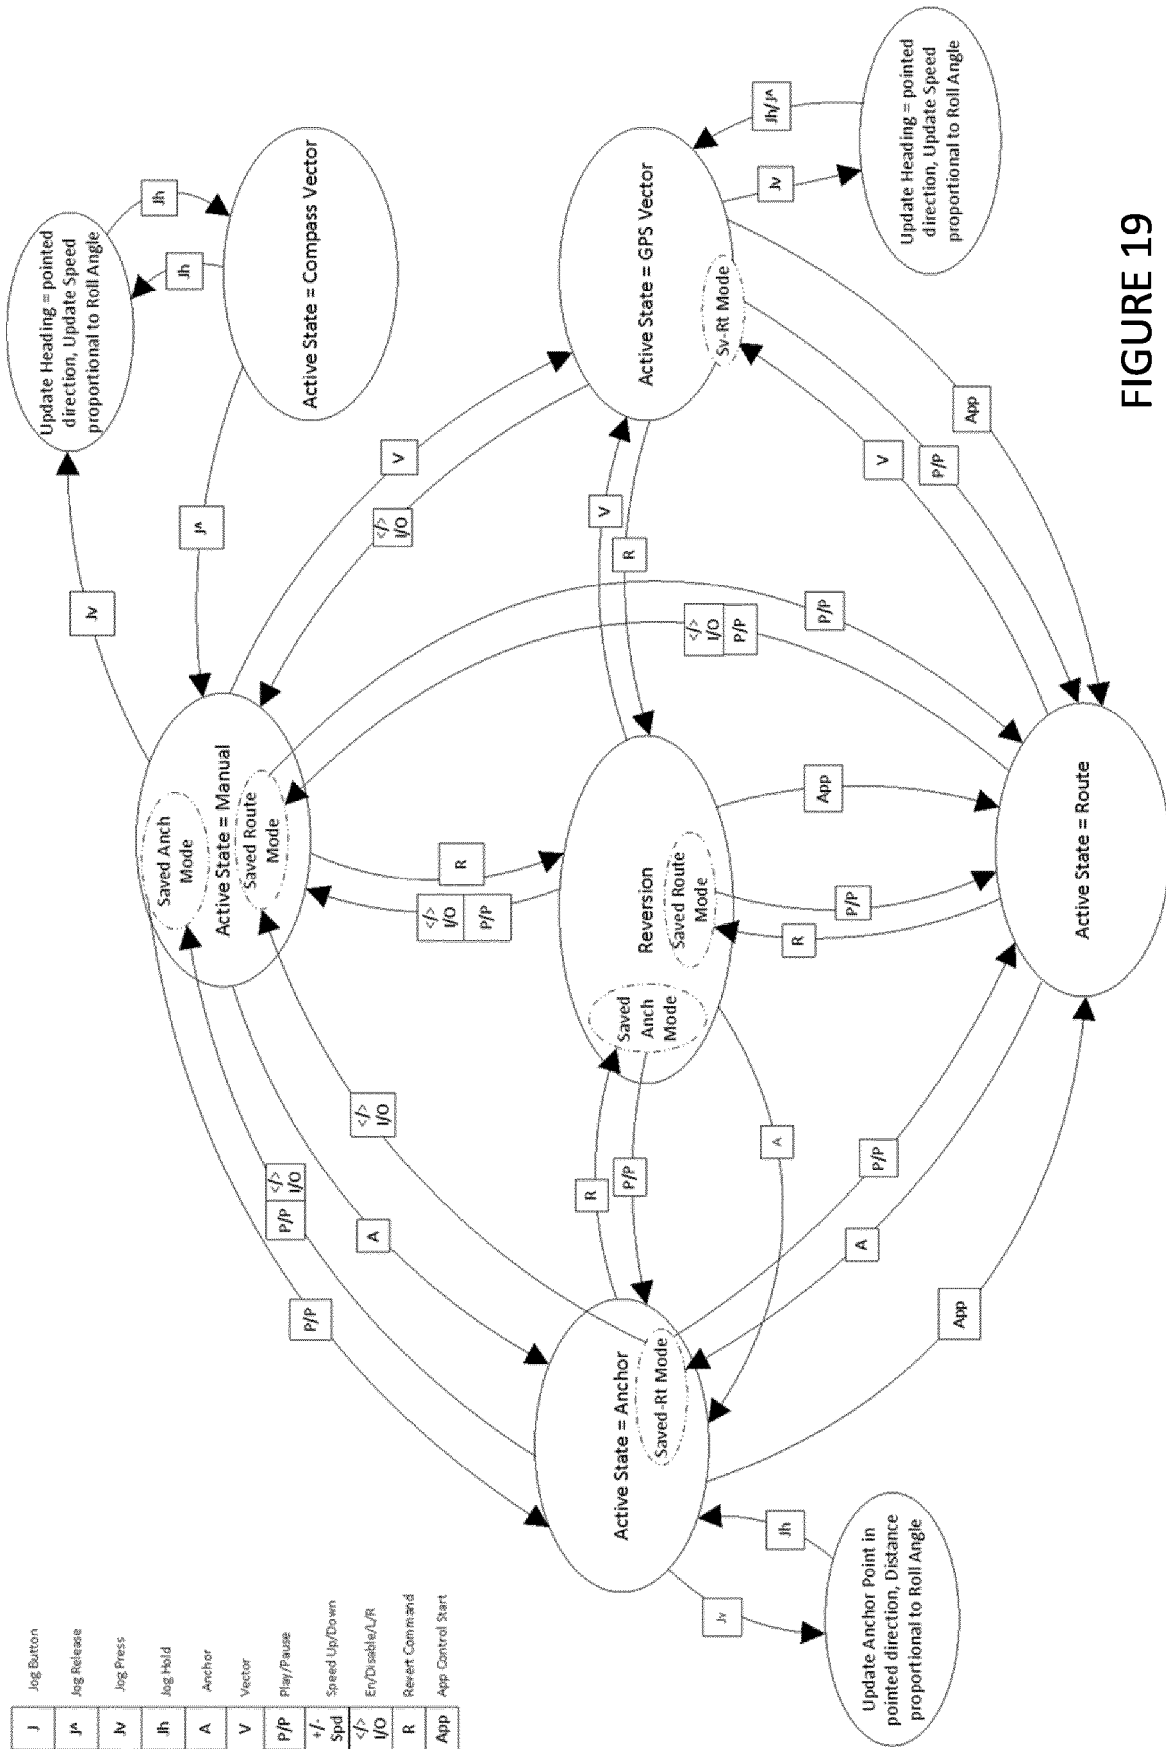 J Jog Button
J^ Jog Release
Jv Jog Press
Jh Jog Hold
A Anchor
V Vector
P/P Play/Pause
+/-
Spd Speed Up/Down
</>
I/O En/Disable/L/R
R Revert Command
App App Control Start
Update Heading = pointed
direction, Update Speed
proportional to Roll Angle
Jh
Jh
Active State = Compass Vector
Jv
J^
Saved Anch
Mode
Active State = Manual
Saved Route
Mode
V
</>
I/O
P/P
</>
I/O
P/P
R
</>
I/O
P/P
</>
I/O
P/P
</>
I/O
A
P/P
Active State = GPS Vector
Sv-Rt Mode
Jh/J^
Jv
Update Heading = pointed
direction, Update Speed
proportional to Roll Angle
V
R
App
P/P
V
Reversion
Saved
Anch
Mode
Saved Route
Mode
App
P/P
R
R
P/P
A
Active State = Anchor
Saved-Rt Mode
P/P
A
App
Jh
Jv
Update Anchor Point in
pointed direction, Distance
proportional to Roll Angle
Active State = Route
FIGURE 19